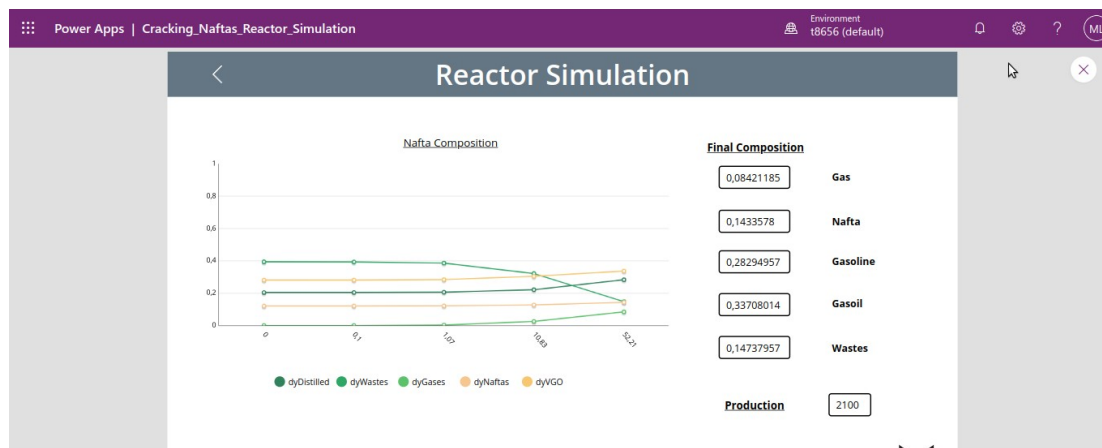 Power Apps | Cracking_Naftas_Reactor_Simulation
Environment
t8656 (default)
?
ML
Reactor Simulation
Nafta Composition
1
0,8
0,6
0,4
0,2
0
0
0,1
1,07
10,83
52,21
dyDistilled
dyWastes
dyGases
dyNaftas
dyVGO
Final Composition
0,08421185 Gas
0,1433578 Nafta
0,28294957 Gasoline
0,33708014 Gasoil
0,14737957 Wastes
Production 2100